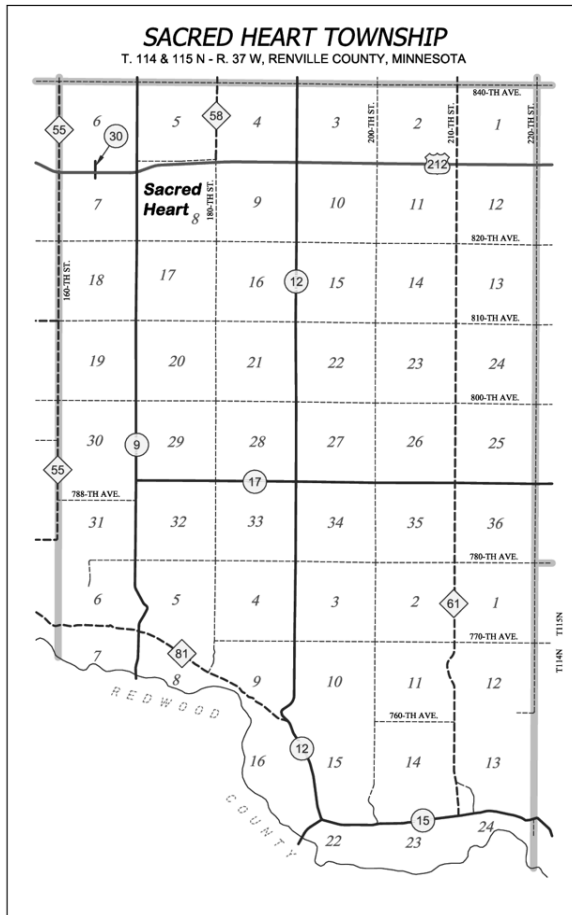 SACRED HEART TOWNSHIP
T. 114 & 115 N - R. 37 W, RENVILLE COUNTY, MINNESOTA
840-TH AVE.
6 5 4 3 2 1
55 58
30
180-TH ST. 200-TH ST. 210-TH ST. 220-TH ST.
212
Sacred
Heart
7 8 9 10 11 12
820-TH AVE.
160-TH ST.
18 17 16 12 15 14 13
810-TH AVE.
19 20 21 22 23 24
800-TH AVE.
30 9 29 28 27 26 25
55 17
788-TH AVE.
31 32 33 34 35 36
780-TH AVE.
6 5 4 3 2 61 1
T115N
770-TH AVE.
T114N
7 81 8 9 10 11 12
REDWOOD
760-TH AVE.
16 12 15 14 13
COUNTY
15
22 23 24